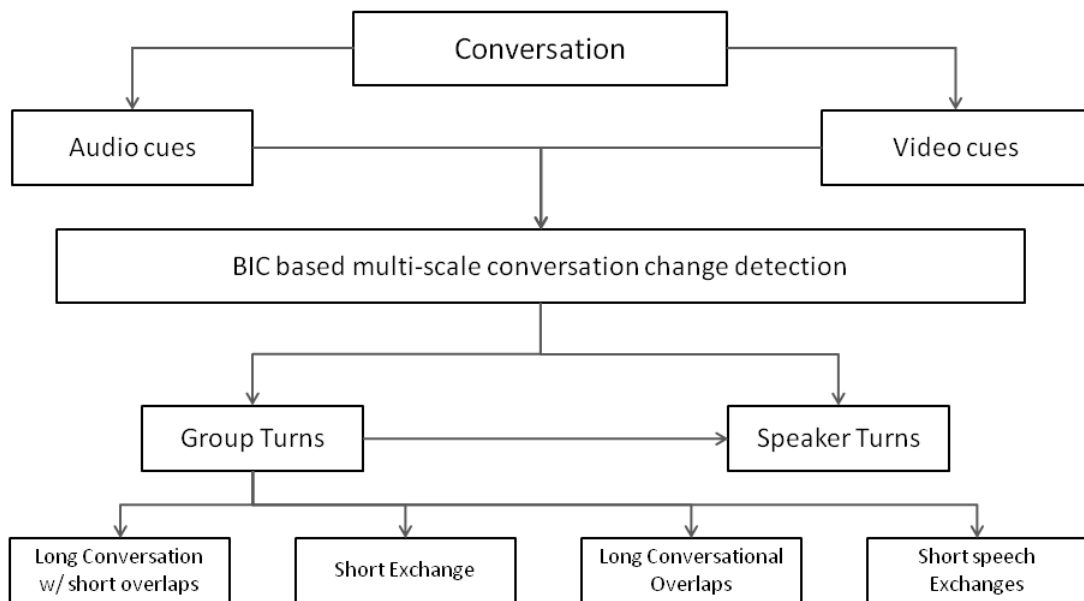 Conversation
Audio cues
Video cues
BIC based multi-scale conversation change detection
Group Turns
Speaker Turns
Long Conversation
w/ short overlaps
Short Exchange
Long Conversational
Overlaps
Short speech
Exchanges